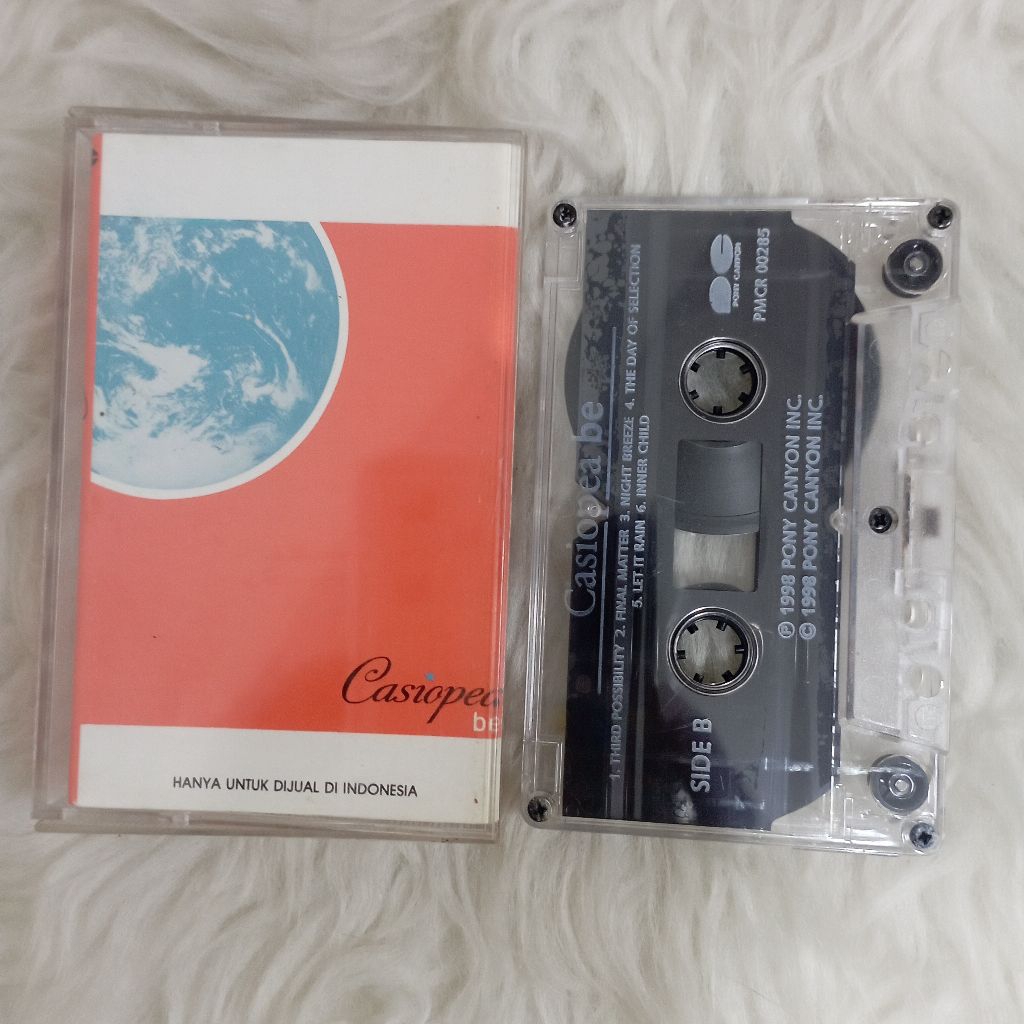 Casiopea
be
HANYA UNTUK DIJUAL DI INDONESIA
Casiopea be
1. THIRD POSSIBILITY 2. FINAL MATTER 3. NIGHT BREEZE 4. THE DAY OF SELECTION
5. LET IT RAIN 6. INNER CHILD
SIDE B
PONY CANYON
PMCR 00285
℗ 1998 PONY CANYON INC.
© 1998 PONY CANYON INC.